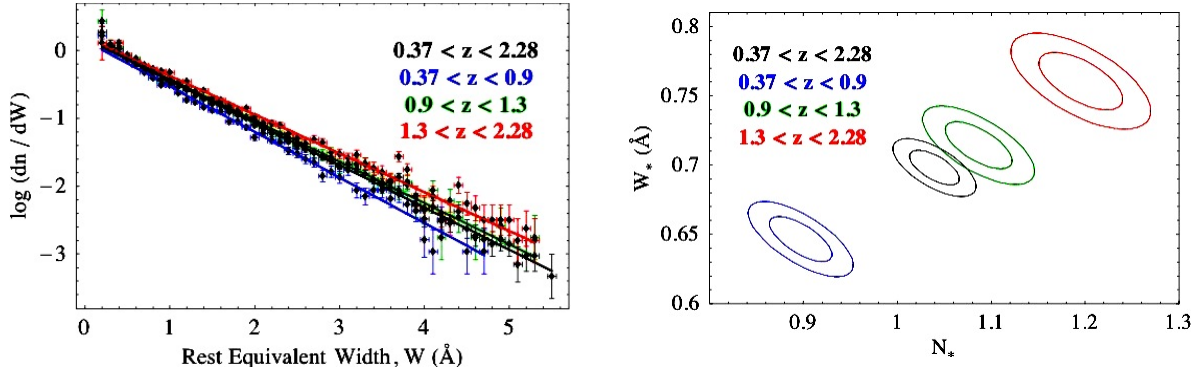 0
−1
−2
−3
log (dn / dW)
0.37 < z < 2.28
0.37 < z < 0.9
0.9 < z < 1.3
1.3 < z < 2.28
0 1 2 3 4 5
Rest Equivalent Width, W (Å)
0.8
0.75
0.7
0.65
0.6
W* (Å)
0.37 < z < 2.28
0.37 < z < 0.9
0.9 < z < 1.3
1.3 < z < 2.28
0.9 1 1.1 1.2 1.3
N*